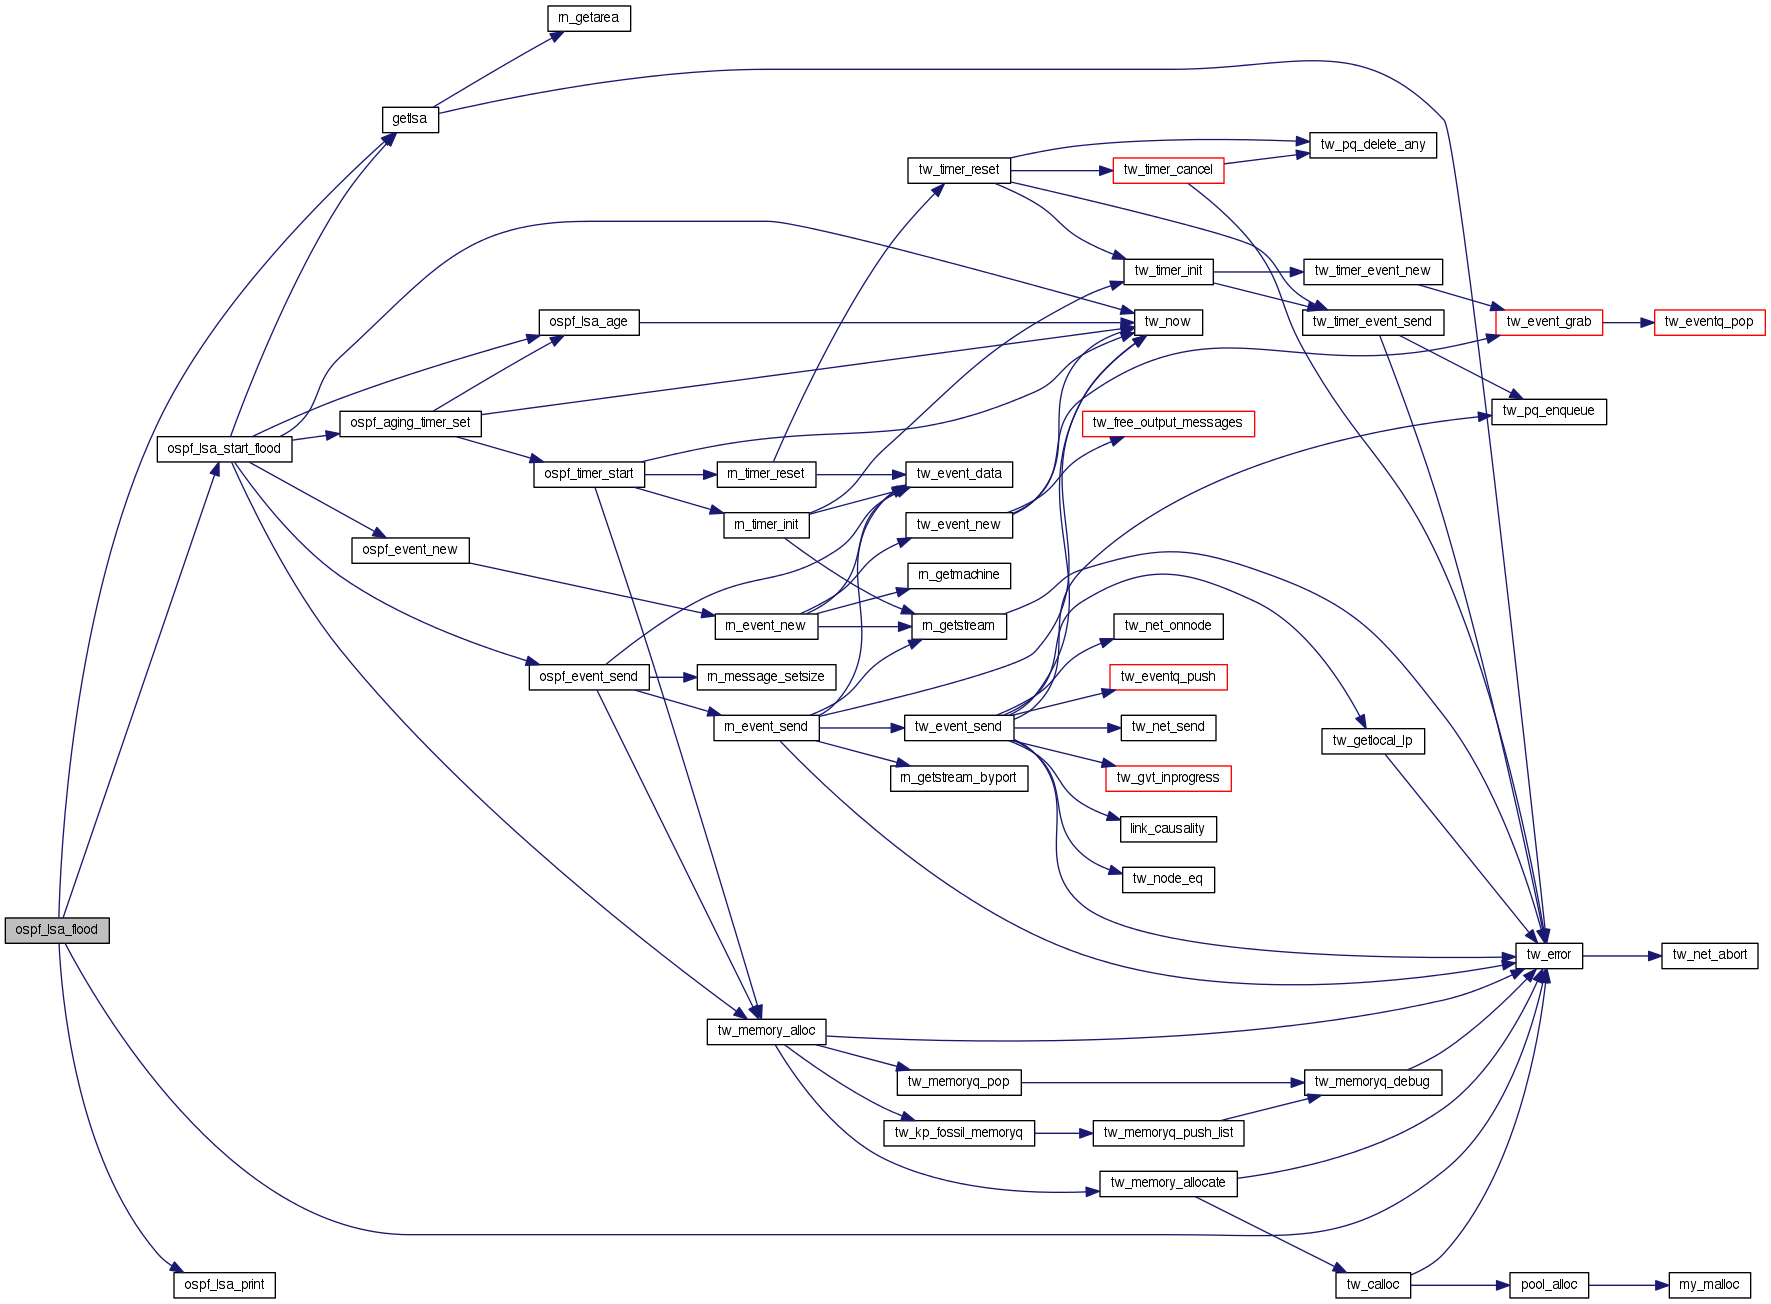 rn_getarea
getlsa
tw_pq_delete_any
tw_timer_reset
tw_timer_cancel
tw_timer_init
tw_timer_event_new
ospf_lsa_age
tw_now
tw_timer_event_send
tw_event_grab
tw_eventq_pop
ospf_aging_timer_set
tw_free_output_messages
tw_pq_enqueue
ospf_lsa_start_flood
ospf_timer_start
rn_timer_reset
tw_event_data
rn_timer_init
tw_event_new
ospf_event_new
rn_getmachine
rn_event_new
rn_getstream
tw_net_onnode
ospf_event_send
rn_message_setsize
tw_eventq_push
rn_event_send
tw_event_send
tw_net_send
tw_getlocal_lp
rn_getstream_byport
tw_gvt_inprogress
link_causality
tw_node_eq
ospf_lsa_flood
tw_error
tw_net_abort
tw_memory_alloc
tw_memoryq_pop
tw_memoryq_debug
tw_kp_fossil_memoryq
tw_memoryq_push_list
tw_memory_allocate
ospf_lsa_print
tw_calloc
pool_alloc
my_malloc